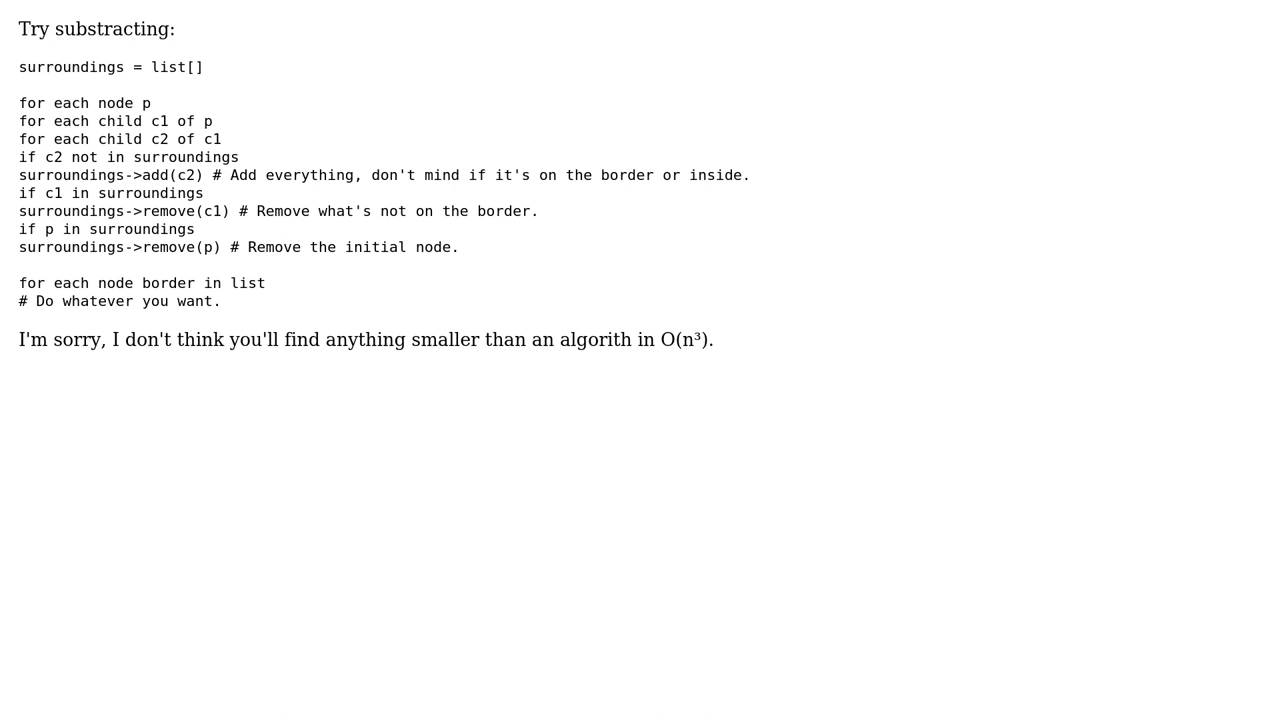 Try substracting:
surroundings = list[]
for each node p
for each child c1 of p
for each child c2 of c1
if c2 not in surroundings
surroundings->add(c2) # Add everything, don't mind if it's on the border or inside.
if c1 in surroundings
surroundings->remove(c1) # Remove what's not on the border.
if p in surroundings
surroundings->remove(p) # Remove the initial node.
for each node border in list
# Do whatever you want.
I'm sorry, I don't think you'll find anything smaller than an algorith in O(n³).